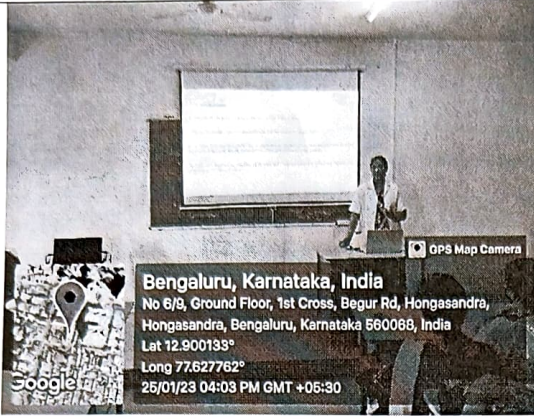 GPS Map Camera
Bengaluru, Karnataka, India
No 6/9, Ground Floor, 1st Cross, Begur Rd, Hongasandra,
Hongasandra, Bengaluru, Karnataka 560068, India
Lat 12.900133°
Long 77.627762°
25/01/23 04:03 PM GMT +05:30
Google